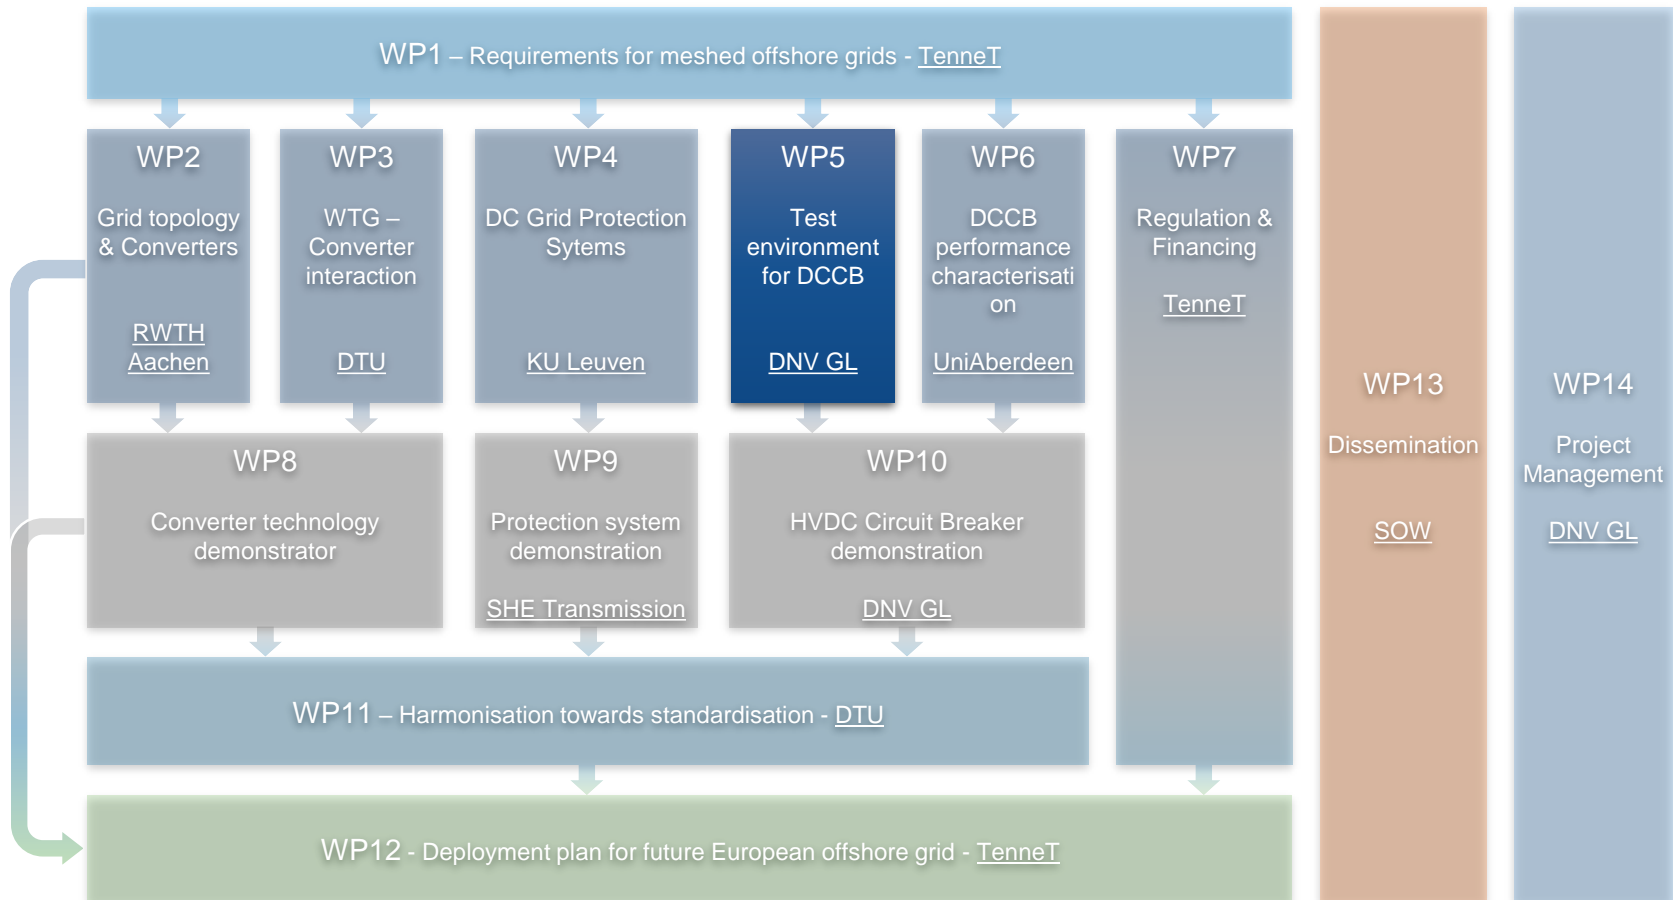 WP1 – Requirements for meshed offshore grids - TenneT
WP2
Grid topology
& Converters
RWTH
Aachen
WP3
WTG –
Converter
interaction
DTU
WP4
DC Grid Protection
Sytems
KU Leuven
WP5
Test
environment
for DCCB
DNV GL
WP6
DCCB
performance
characterisati
on
UniAberdeen
WP7
Regulation &
Financing
TenneT
WP8
Converter technology
demonstrator
WP9
Protection system
demonstration
SHE Transmission
WP10
HVDC Circuit Breaker
demonstration
DNV GL
WP11 – Harmonisation towards standardisation - DTU
WP12 - Deployment plan for future European offshore grid - TenneT
WP13
Dissemination
SOW
WP14
Project
Management
DNV GL